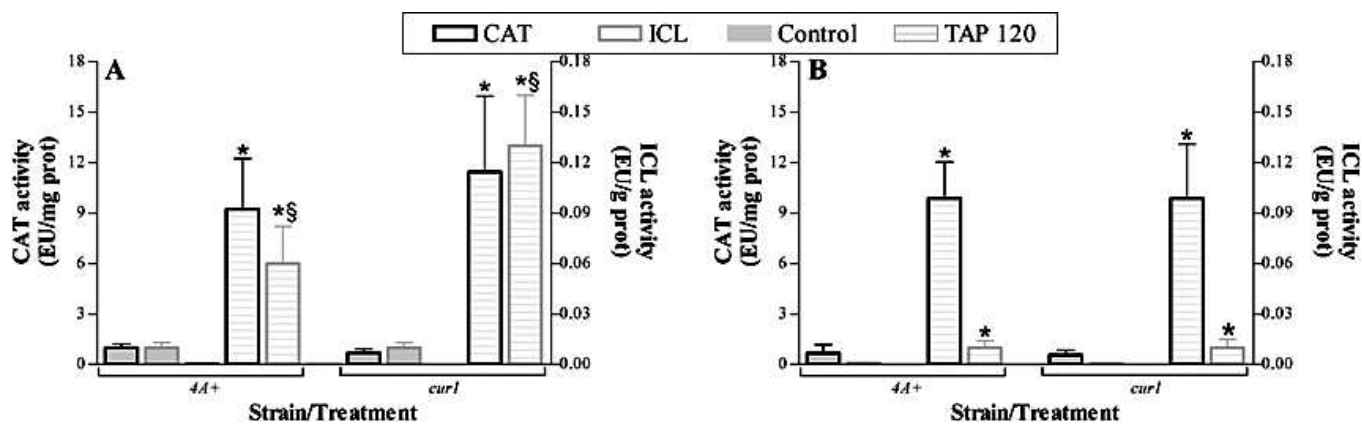 CAT ICL Control TAP 120
A
18
15
12
9
6
3
0
CAT activity
(EU/mg prot)
*
*§
*
*§
0.18
0.15
0.12
0.09
0.06
0.03
0.00
ICL activity
(EU/g prot)
4A+ cur1
Strain/Treatment
B
18
15
12
9
6
3
0
CAT activity
(EU/mg prot)
*
*
*
*
0.18
0.15
0.12
0.09
0.06
0.03
0.00
ICL activity
(EU/g prot)
4A+ cur1
Strain/Treatment